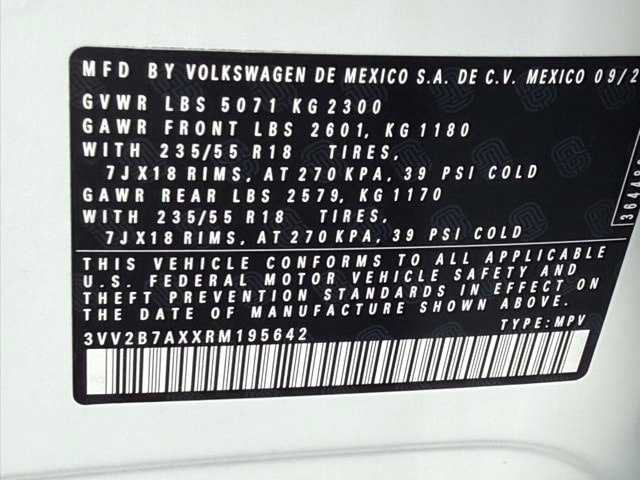 MFD BY VOLKSWAGEN DE MEXICO S.A. DE C.V. MEXICO 09/2
GVWR LBS 5071 KG 2300
GAWR FRONT LBS 2601, KG 1180
WITH 235/55 R18 TIRES,
7JX18 RIMS, AT 270 KPA, 39 PSI COLD
GAWR REAR LBS 2579, KG 1170
WITH 235/55 R18 TIRES,
7JX18 RIMS, AT 270 KPA, 39 PSI COLD
THIS VEHICLE CONFORMS TO ALL APPLICABLE
U.S. FEDERAL MOTOR VEHICLE SAFETY AND
THEFT PREVENTION STANDARDS IN EFFECT ON
THE DATE OF MANUFACTURE SHOWN ABOVE.
3VV2B7AXXRM195642 TYPE: MPV